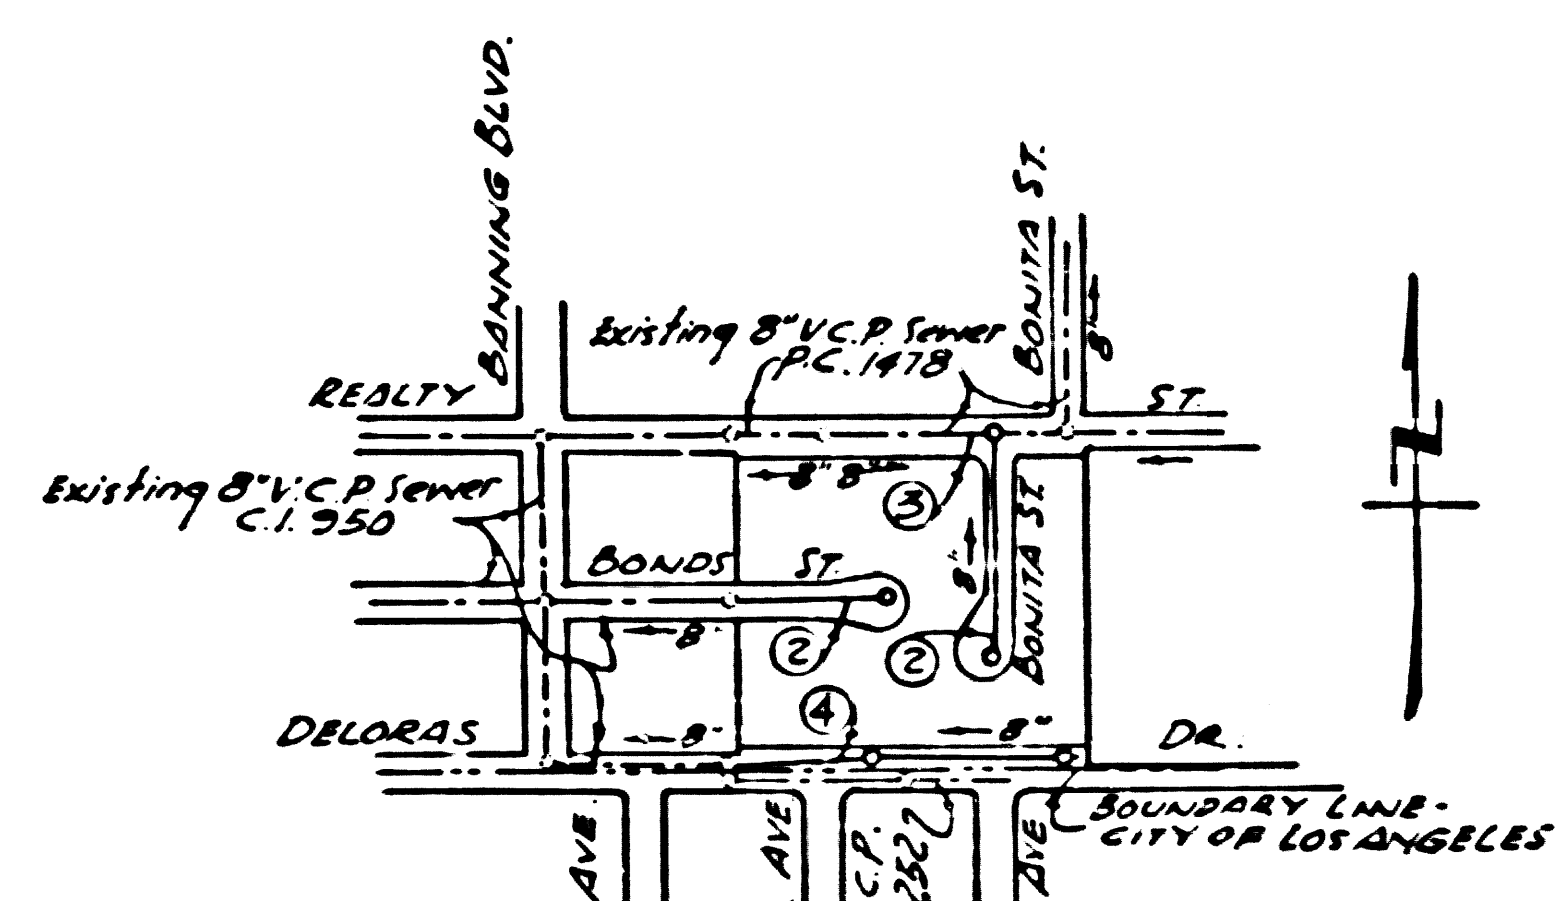 BANNING BLVD.
BONITA ST.
Existing 8" V.C.P. Sewer
P.C. 1478
8"
REALTY
ST.
8" 8"
Existing 8" V.C.P. Sewer
C.I. 950
3
BONITA ST.
8"
BONDS ST.
N
8"
2
2
4
DELORAS
8"
8"
DR.
BOUNDARY LANE-
CITY OF LOS ANGELES
AVE.
AVE
C.P.
2522
AVE